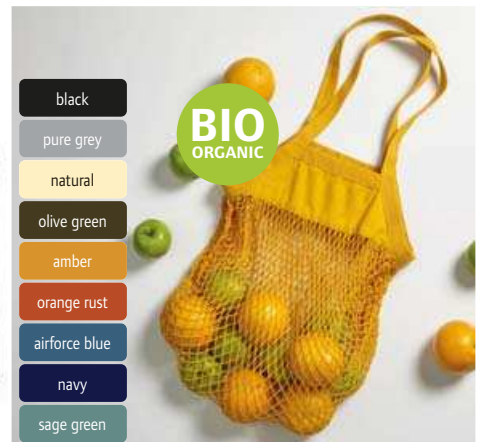 black
pure grey
natural
olive green
amber
orange rust
airforce blue
navy
sage green
BIO
ORGANIC